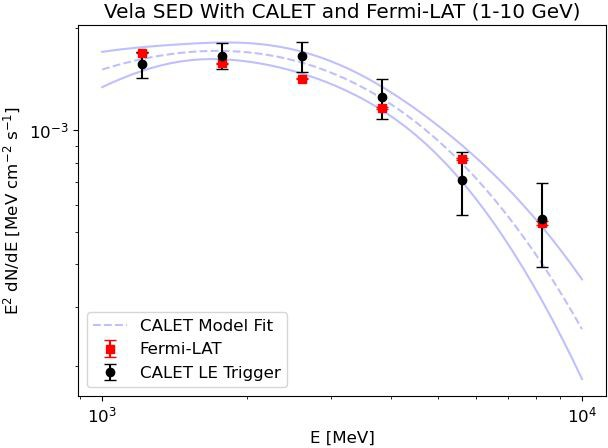 Vela SED With CALET and Fermi-LAT (1-10 GeV)
E² dN/dE [MeV cm⁻² s⁻¹]
10⁻³
CALET Model Fit
Fermi-LAT
CALET LE Trigger
10³
10⁴
E [MeV]